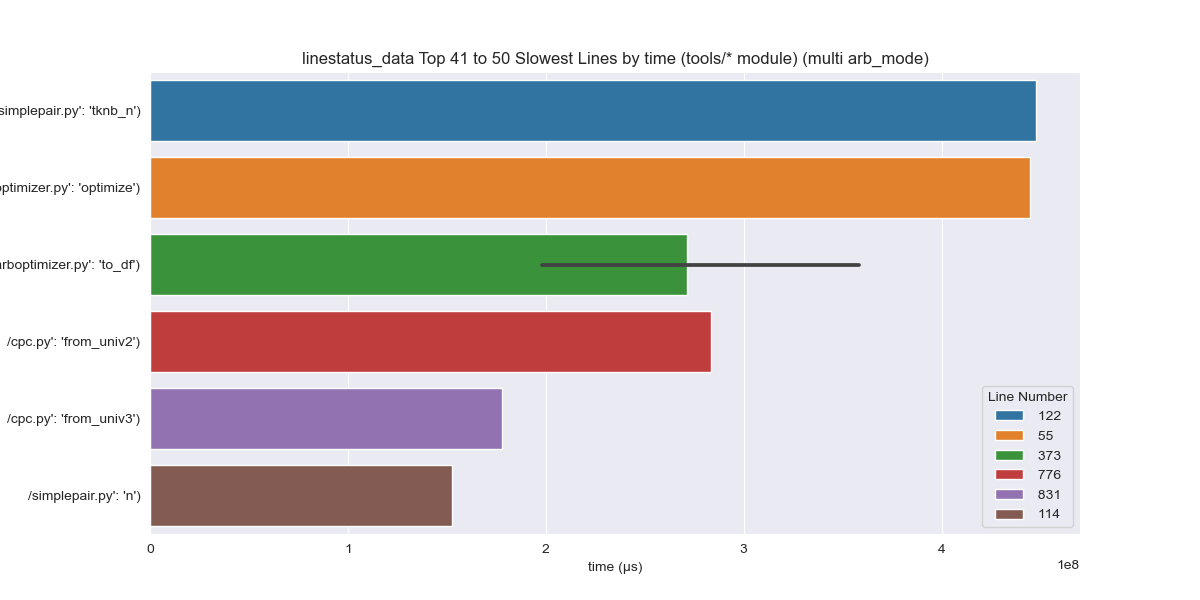 linestatus_data Top 41 to 50 Slowest Lines by time (tools/* module) (multi arb_mode)
simplepair.py': 'tknb_n')
optimizer.py': 'optimize')
arboptimizer.py': 'to_df')
/cpc.py': 'from_univ2')
/cpc.py': 'from_univ3')
/simplepair.py': 'n')
Line Number
122
55
373
776
831
114
0 1 2 3 4
1e8
time (µs)